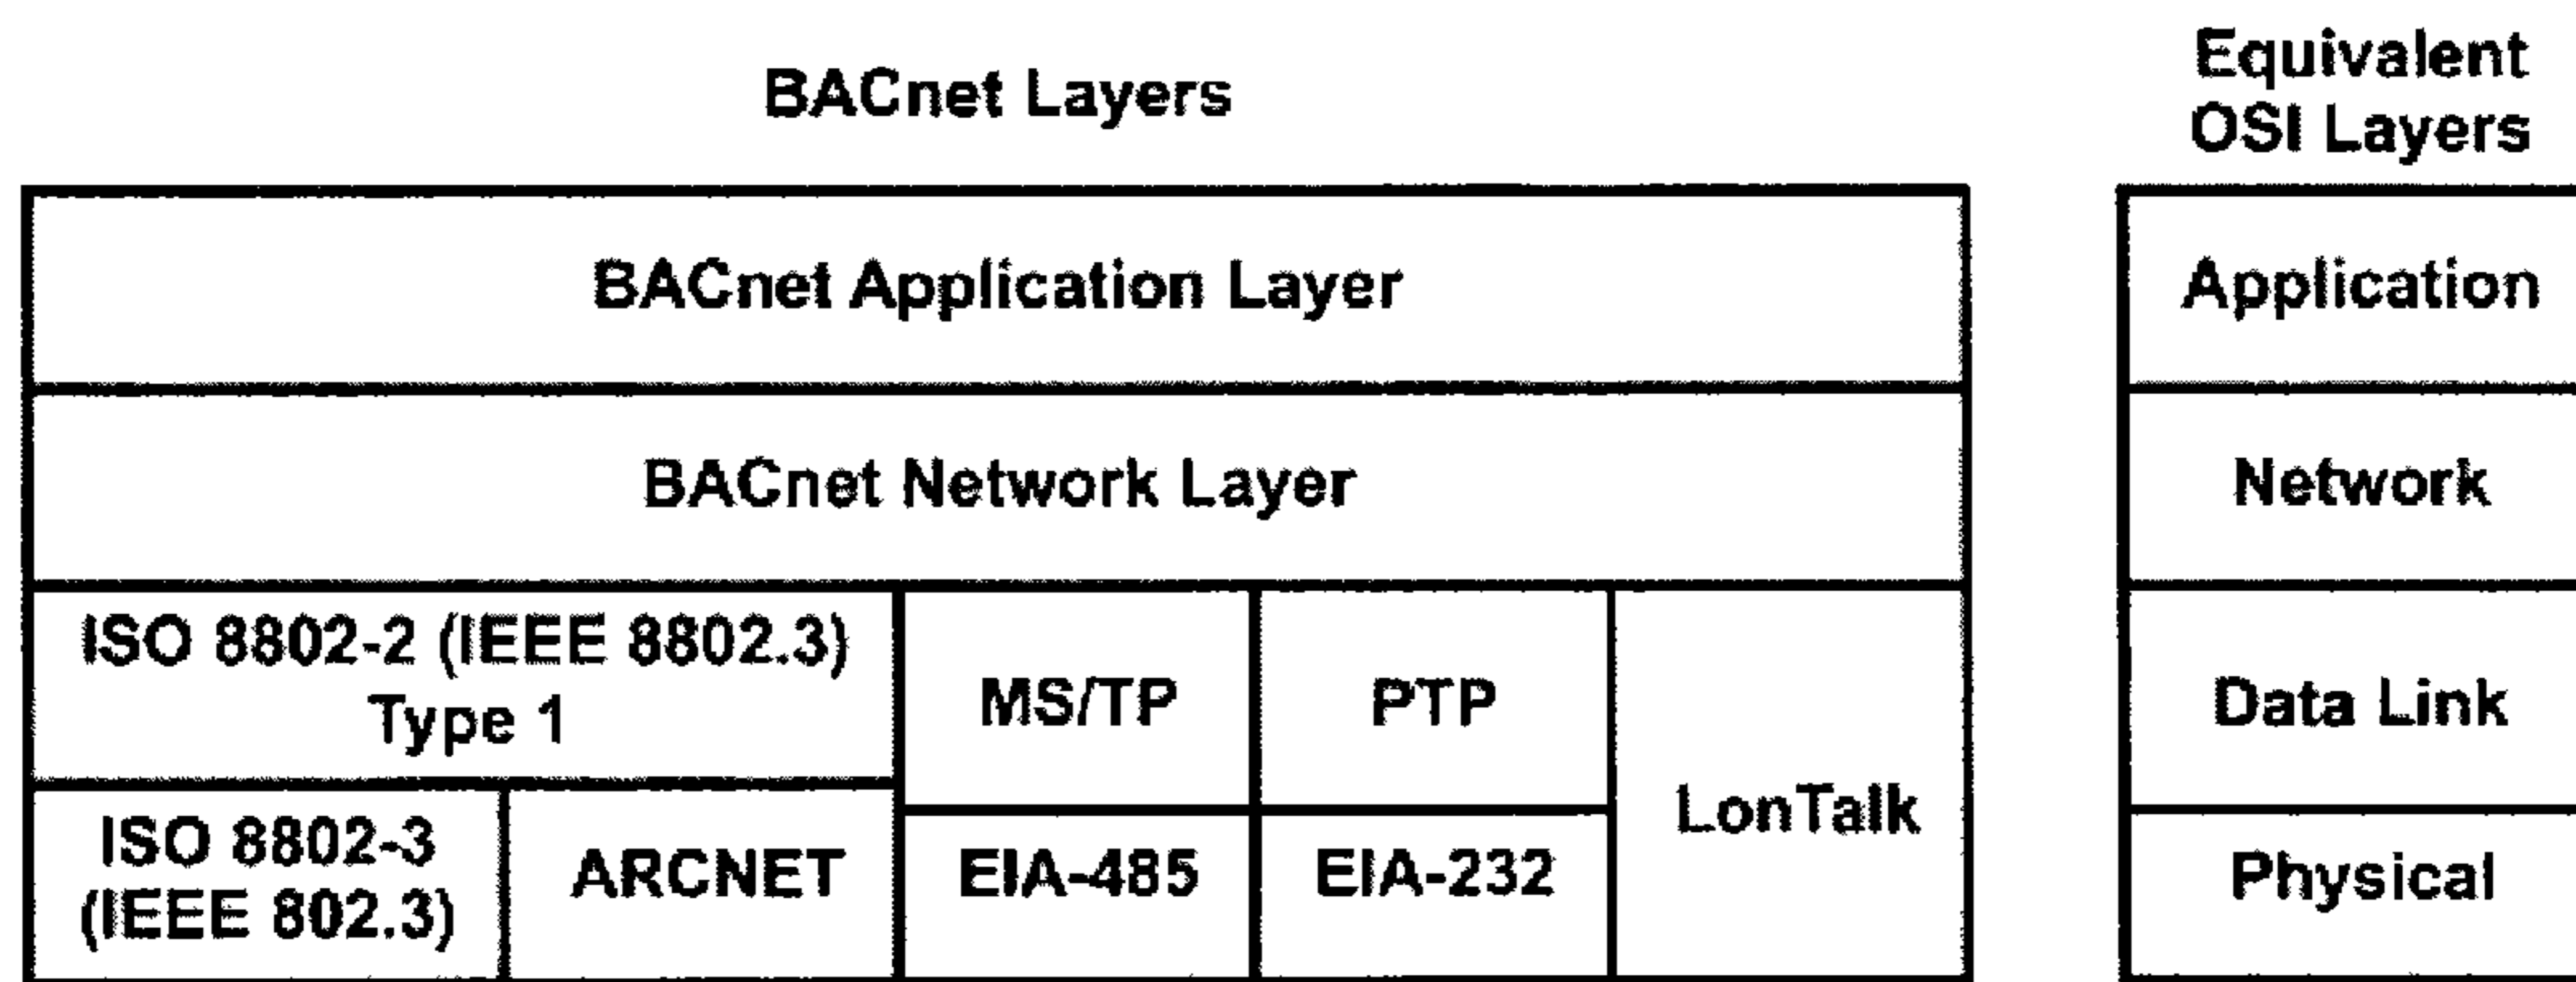 BACnet Layers
Equivalent
OSI Layers
BACnet Application Layer
Application
BACnet Network Layer
Network
ISO 8802-2 (IEEE 8802.3)
Type 1
MS/TP
PTP
LonTalk
Data Link
ISO 8802-3
(IEEE 802.3)
ARCNET
EIA-485
EIA-232
Physical